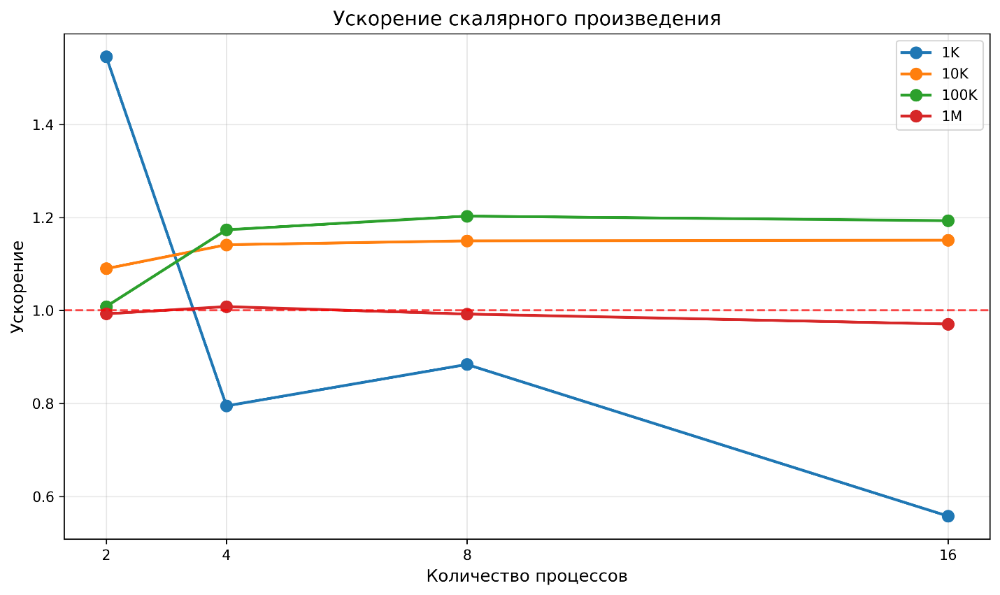 Ускорение скалярного произведения
1K
10K
100K
1M
Ускорение
1.4
1.2
1.0
0.8
0.6
2
4
8
16
Количество процессов